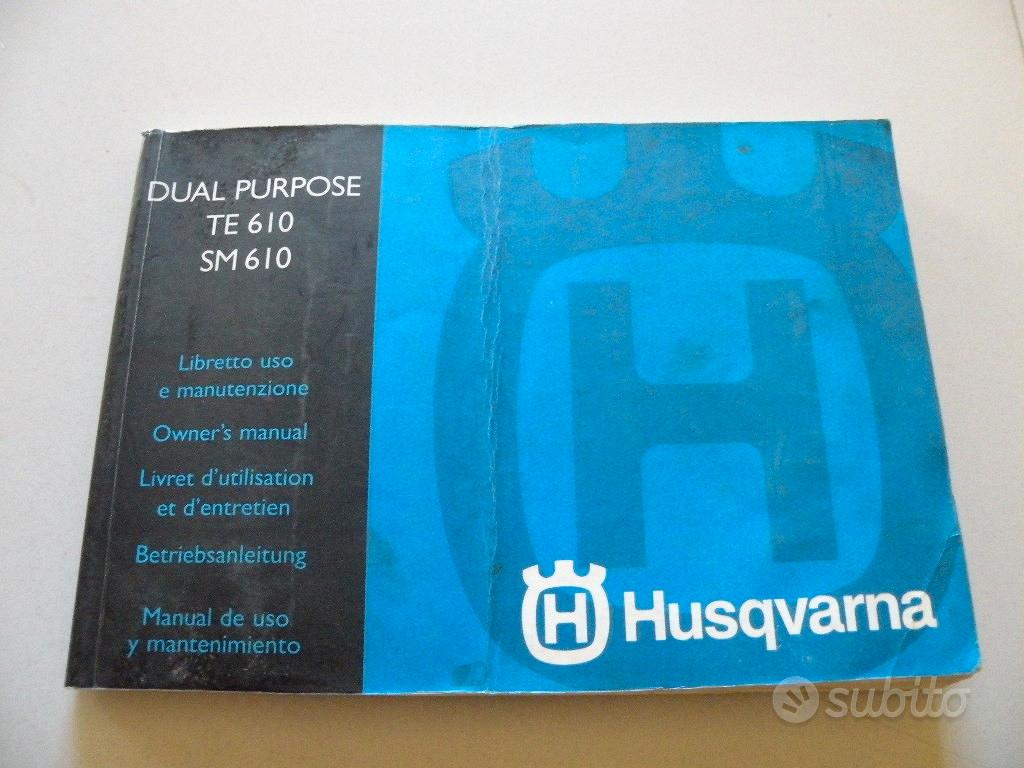 DUAL PURPOSE
TE 610
SM 610
Libretto uso
e manutenzione
Owner's manual
Livret d'utilisation
et d'entretien
Betriebsanleitung
Manual de uso
y mantenimiento
H
H Husqvarna
subito